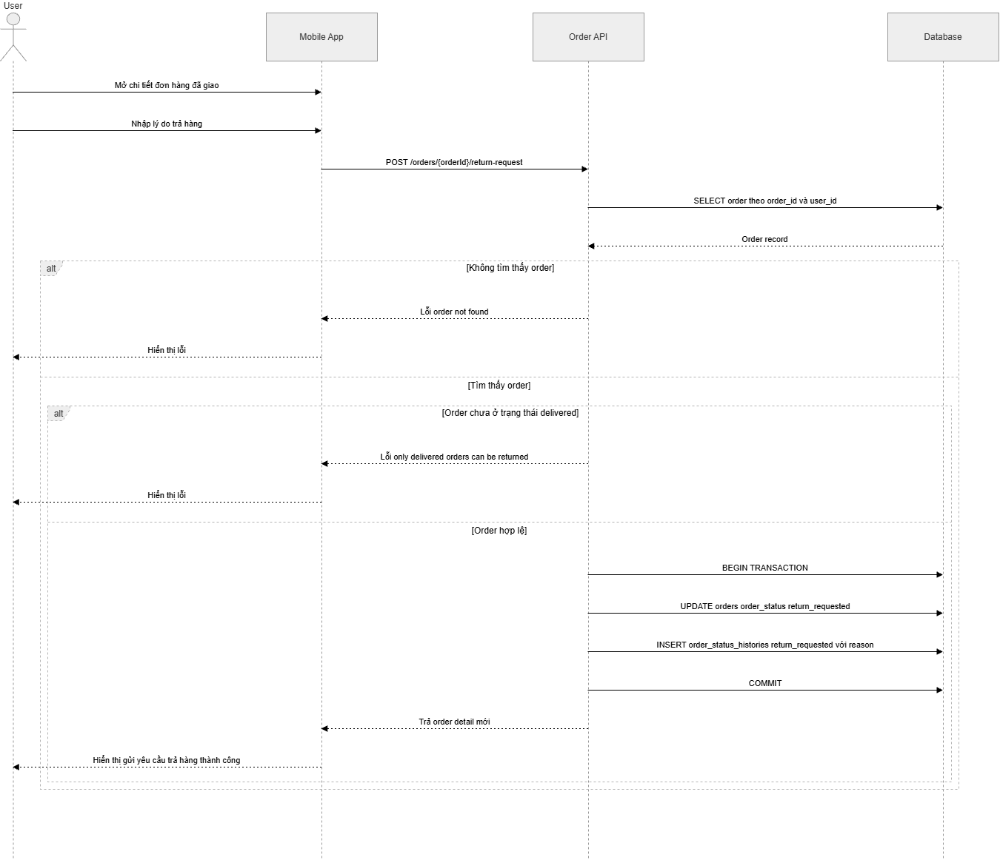 User
Mobile App
Order API
Database
Mở chi tiết đơn hàng đã giao
Nhập lý do trả hàng
POST /orders/{orderId}/return-request
SELECT order theo order_id và user_id
Order record
alt
[Không tìm thấy order]
Lỗi order not found
Hiển thị lỗi
[Tìm thấy order]
alt
[Order chưa ở trạng thái delivered]
Lỗi only delivered orders can be returned
Hiển thị lỗi
[Order hợp lệ]
BEGIN TRANSACTION
UPDATE orders order_status return_requested
INSERT order_status_histories return_requested với reason
COMMIT
Trả order detail mới
Hiển thị gửi yêu cầu trả hàng thành công